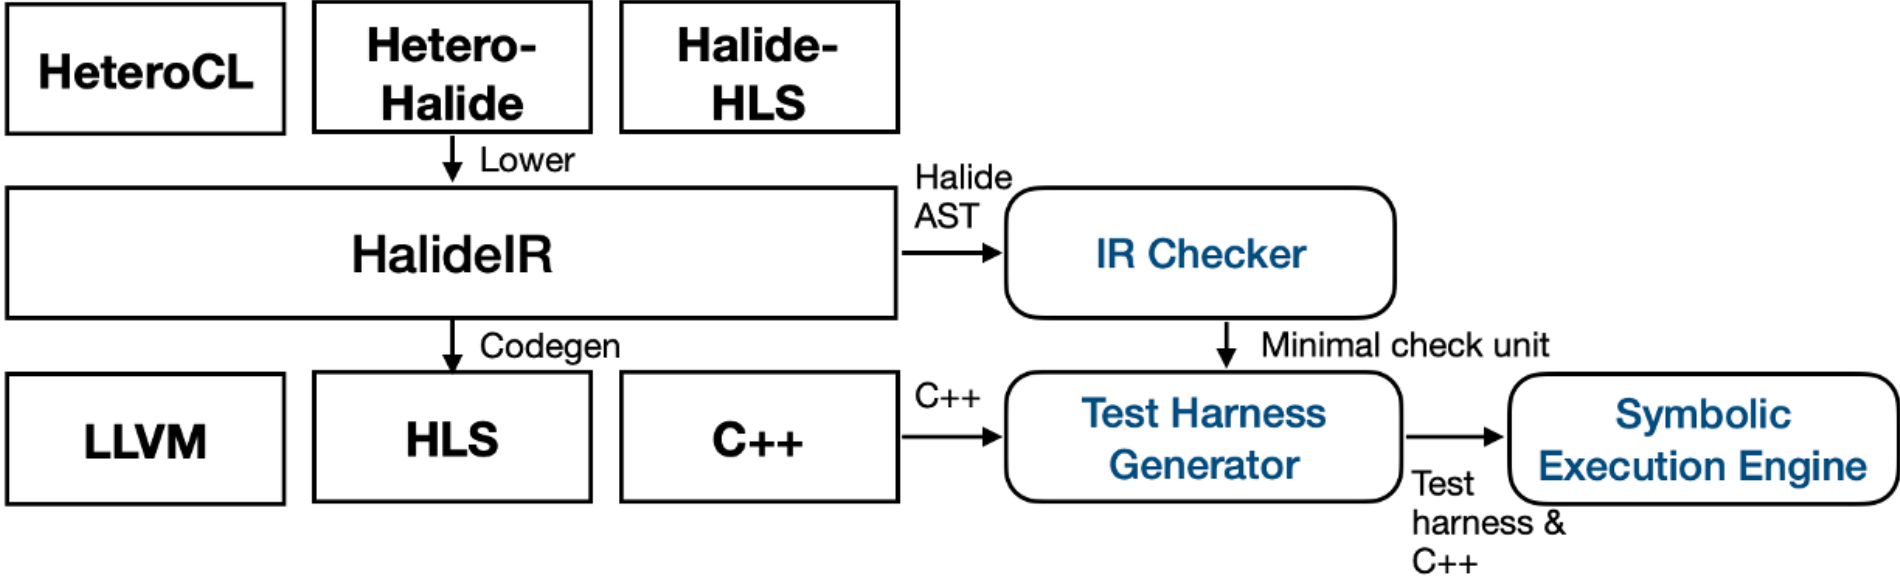 HeteroCL
Hetero-
Halide
Halide-
HLS
Lower
HalideIR
Halide
AST
IR Checker
Codegen
Minimal check unit
LLVM
HLS
C++
C++
Test Harness
Generator
Symbolic
Execution Engine
Test
harness &
C++